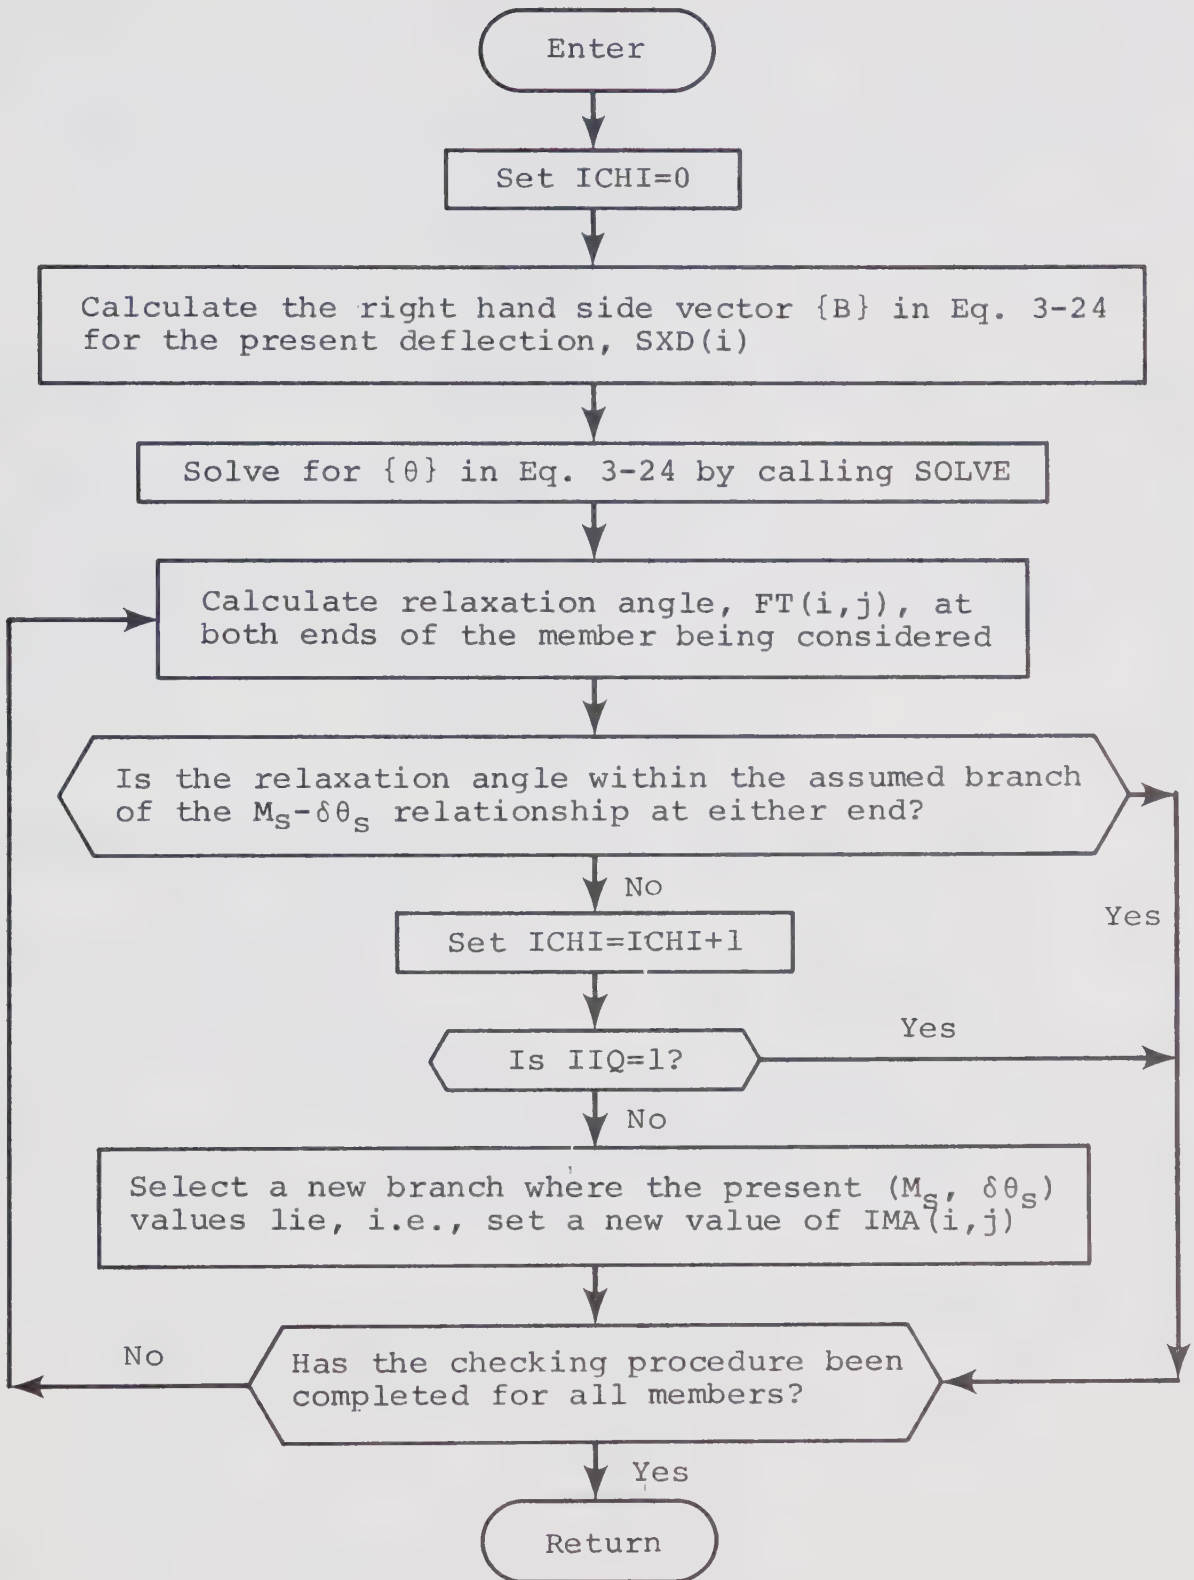 Enter
Set ICHI=0
Calculate the right hand side vector {B} in Eq. 3-24
for the present deflection, SXD(i)
Solve for {θ} in Eq. 3-24 by calling SOLVE
Calculate relaxation angle, FT(i,j), at
both ends of the member being considered
Is the relaxation angle within the assumed branch
of the Mₛ-δθₛ relationship at either end?
No
Yes
Set ICHI=ICHI+1
Yes
Is IIQ=1?
No
Select a new branch where the present (Mₛ, δθₛ)
values lie, i.e., set a new value of IMA(i,j)
No
Has the checking procedure been
completed for all members?
Yes
Return